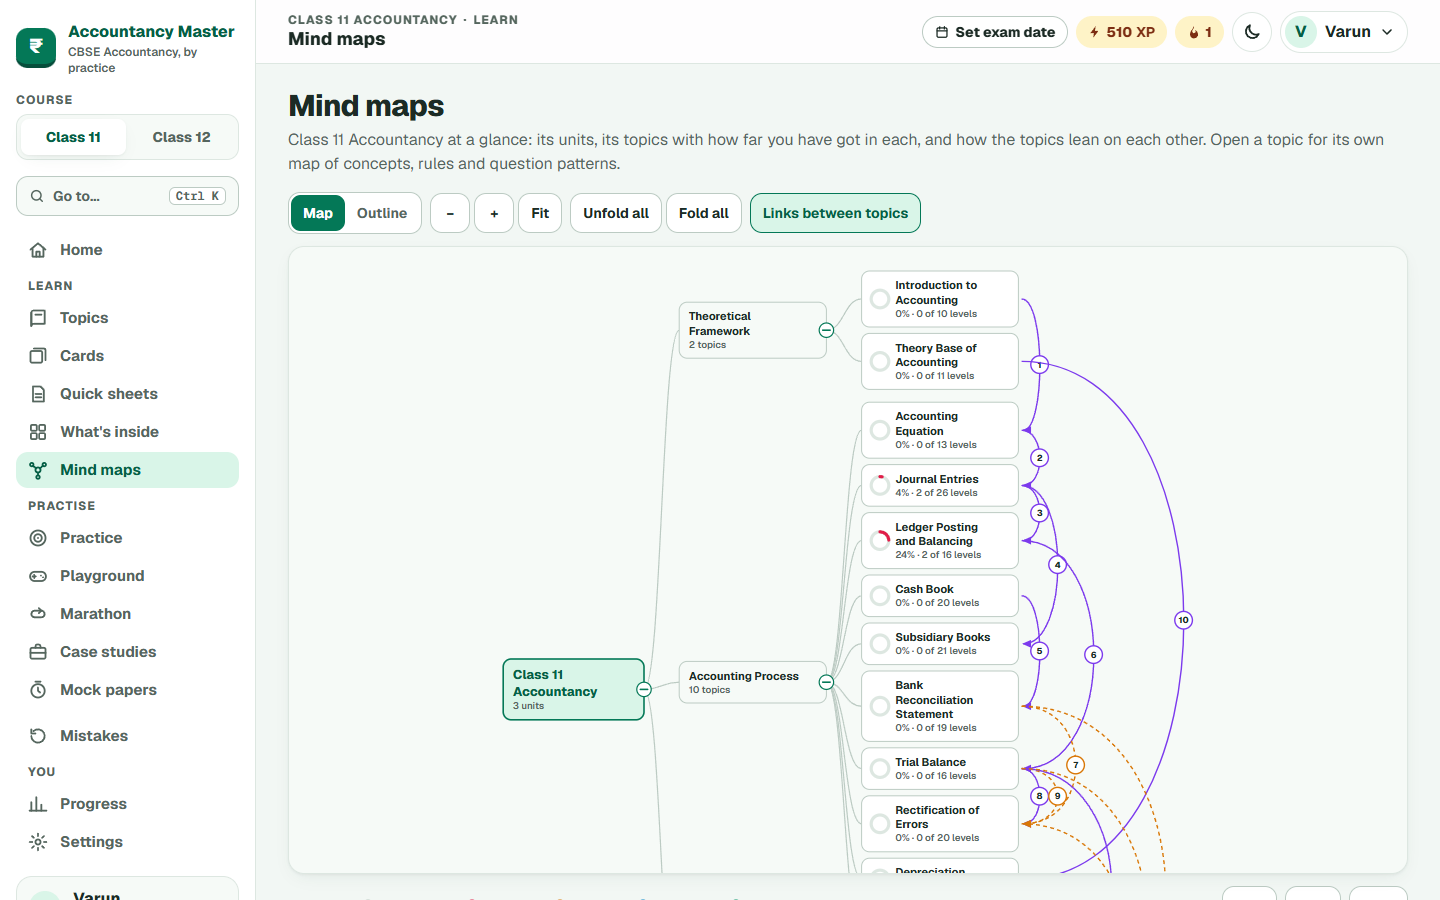 Accountancy Master
CBSE Accountancy, by
practice
COURSE
Class 11
Class 12
Go to...
Ctrl K
Home
LEARN
Topics
Cards
Quick sheets
What's inside
Mind maps
PRACTISE
Practice
Playground
Marathon
Case studies
Mock papers
Mistakes
YOU
Progress
Settings
Varun
CLASS 11 ACCOUNTANCY · LEARN
Mind maps
Set exam date
510 XP
1
V
Varun
Mind maps
Class 11 Accountancy at a glance: its units, its topics with how far you have got in each, and how the topics lean on each other. Open a topic for its own
map of concepts, rules and question patterns.
Map
Outline
−
+
Fit
Unfold all
Fold all
Links between topics
Class 11
Accountancy
3 units
Theoretical
Framework
2 topics
Accounting Process
10 topics
Introduction to
Accounting
0% · 0 of 10 levels
Theory Base of
Accounting
0% · 0 of 11 levels
Accounting
Equation
0% · 0 of 13 levels
Journal Entries
4% · 2 of 26 levels
Ledger Posting
and Balancing
24% · 2 of 16 levels
Cash Book
0% · 0 of 20 levels
Subsidiary Books
0% · 0 of 21 levels
Bank
Reconciliation
Statement
0% · 0 of 19 levels
Trial Balance
0% · 0 of 16 levels
Rectification of
Errors
0% · 0 of 20 levels
Depreciation
1
2
3
4
10
5
6
7
8
9